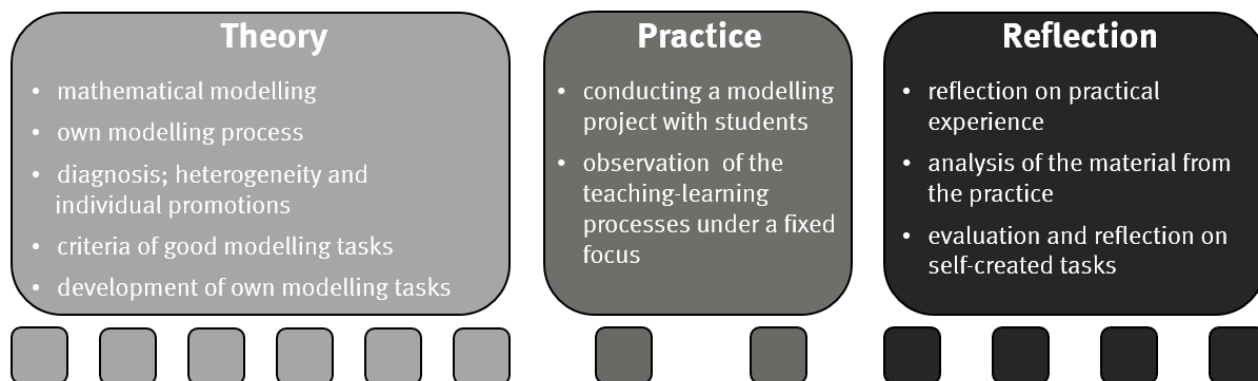 Theory
• mathematical modelling
• own modelling process
• diagnosis; heterogeneity and
individual promotions
• criteria of good modelling tasks
• development of own modelling tasks
Practice
• conducting a modelling
project with students
• observation of the
teaching-learning
processes under a fixed
focus
Reflection
• reflection on practical
experience
• analysis of the material from
the practice
• evaluation and reflection on
self-created tasks